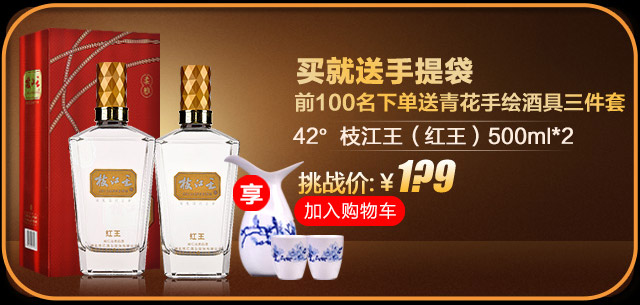 买就送手提袋
前100名下单送青花手绘酒具三件套
42° 枝江王（红王）500ml*2
挑战价:¥1?9
加入购物车
享
枝江王
红王
枝江王
红王